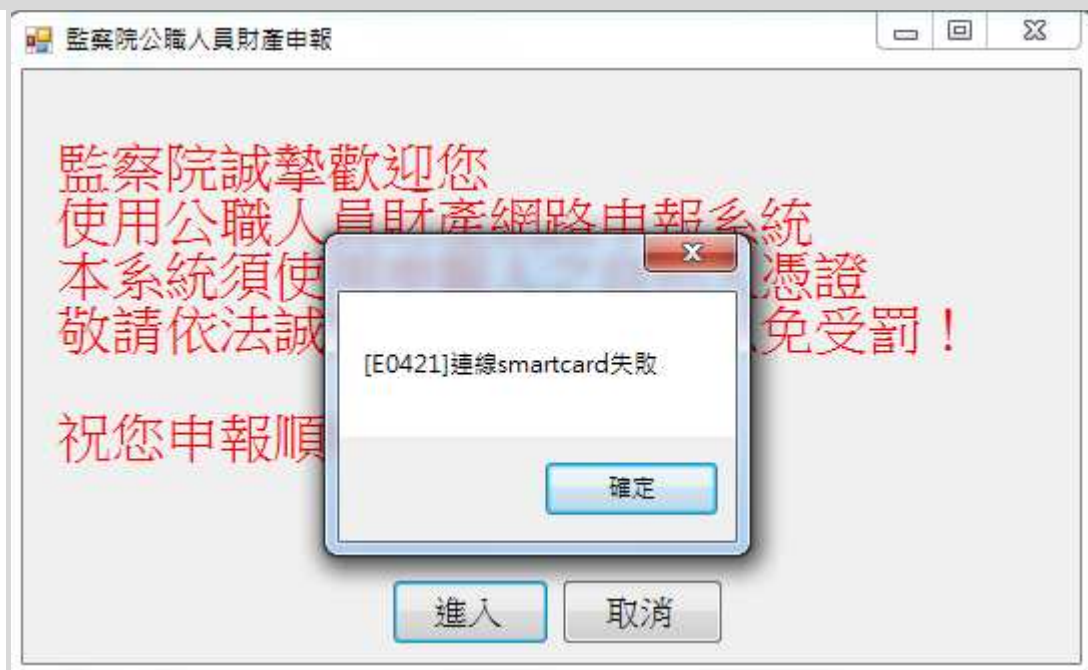 監察院公職人員財產申報
監察院誠摯歡迎您
使用公職人員財產網路申報系統
本系統須使 憑證
敬請依法誠 免受罰！
祝您申報順
[E0421]連線smartcard失敗
確定
進入
取消